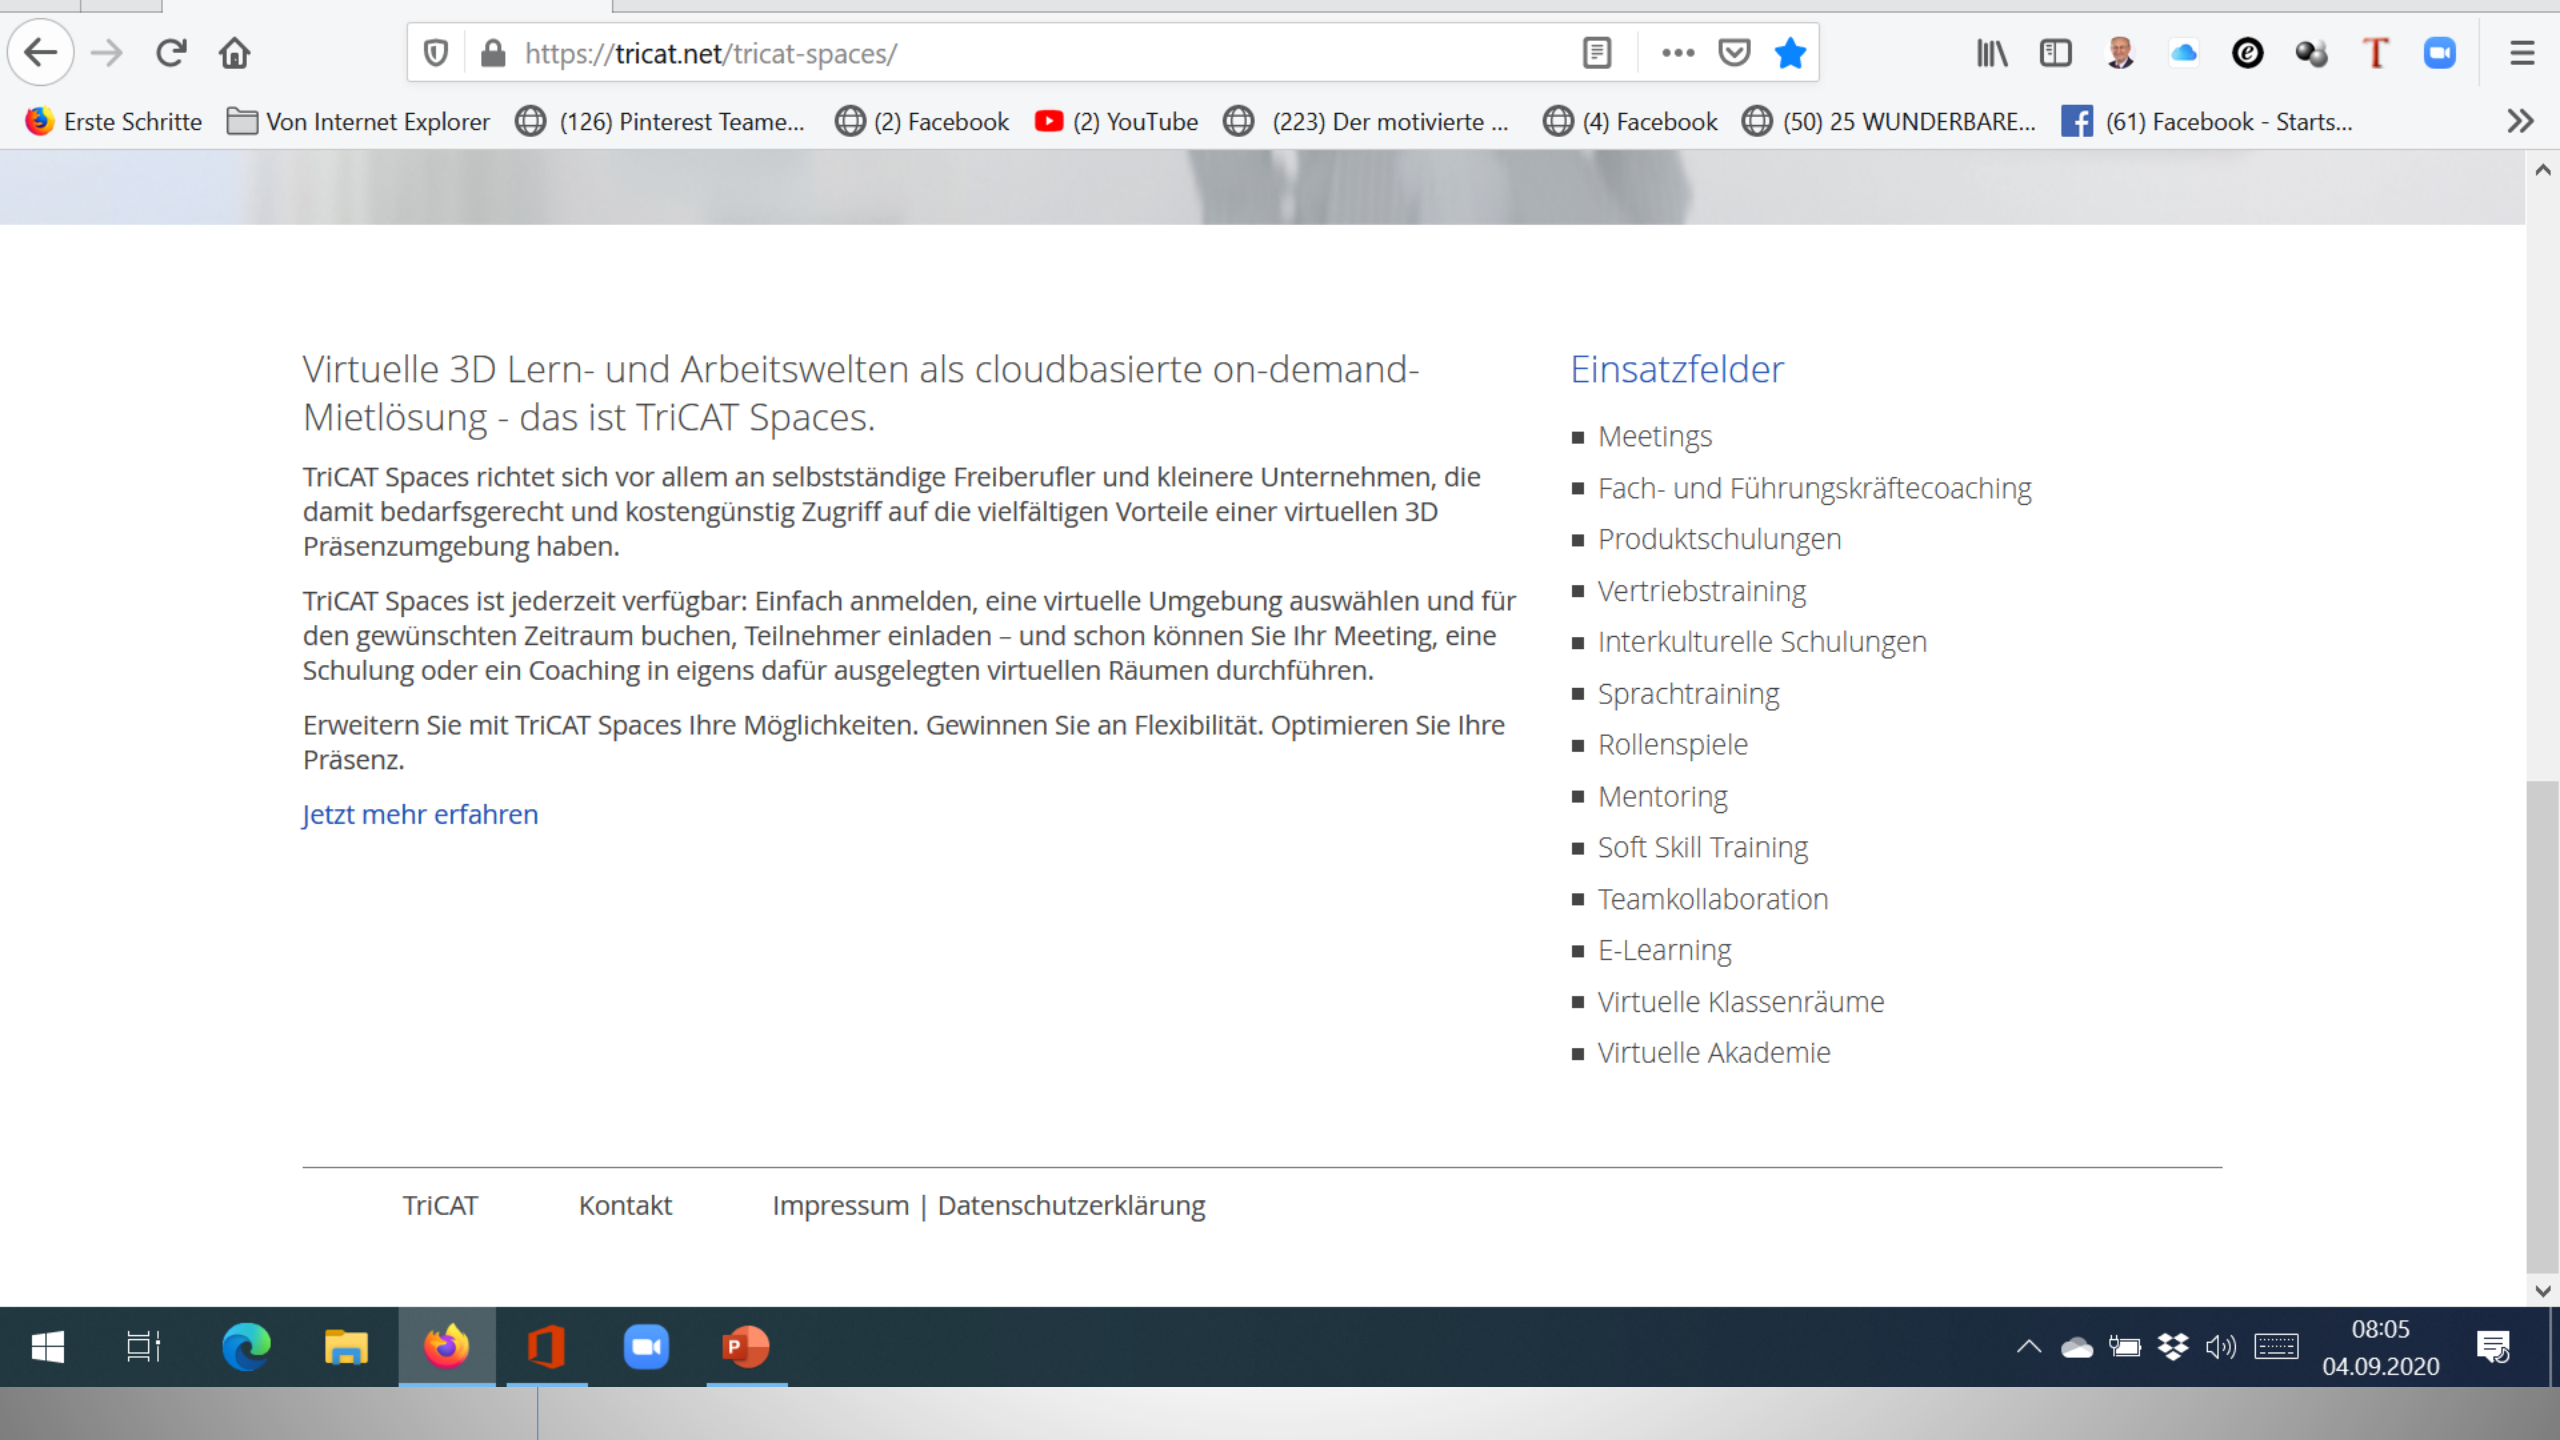 https://tricat.net/tricat-spaces/
Erste Schritte
Von Internet Explorer
(126) Pinterest Teame...
(2) Facebook
(2) YouTube
(223) Der motivierte ...
(4) Facebook
(50) 25 WUNDERBARE...
(61) Facebook - Starts...
Virtuelle 3D Lern- und Arbeitswelten als cloudbasierte on-demand-
Mietlösung - das ist TriCAT Spaces.
TriCAT Spaces richtet sich vor allem an selbstständige Freiberufler und kleinere Unternehmen, die
damit bedarfsgerecht und kostengünstig Zugriff auf die vielfältigen Vorteile einer virtuellen 3D
Präsenzumgebung haben.
TriCAT Spaces ist jederzeit verfügbar: Einfach anmelden, eine virtuelle Umgebung auswählen und für
den gewünschten Zeitraum buchen, Teilnehmer einladen – und schon können Sie Ihr Meeting, eine
Schulung oder ein Coaching in eigens dafür ausgelegten virtuellen Räumen durchführen.
Erweitern Sie mit TriCAT Spaces Ihre Möglichkeiten. Gewinnen Sie an Flexibilität. Optimieren Sie Ihre
Präsenz.
Jetzt mehr erfahren
Einsatzfelder
Meetings
Fach- und Führungskräftecoaching
Produktschulungen
Vertriebstraining
Interkulturelle Schulungen
Sprachtraining
Rollenspiele
Mentoring
Soft Skill Training
Teamkollaboration
E-Learning
Virtuelle Klassenräume
Virtuelle Akademie
TriCAT
Kontakt
Impressum | Datenschutzerklärung
08:05
04.09.2020